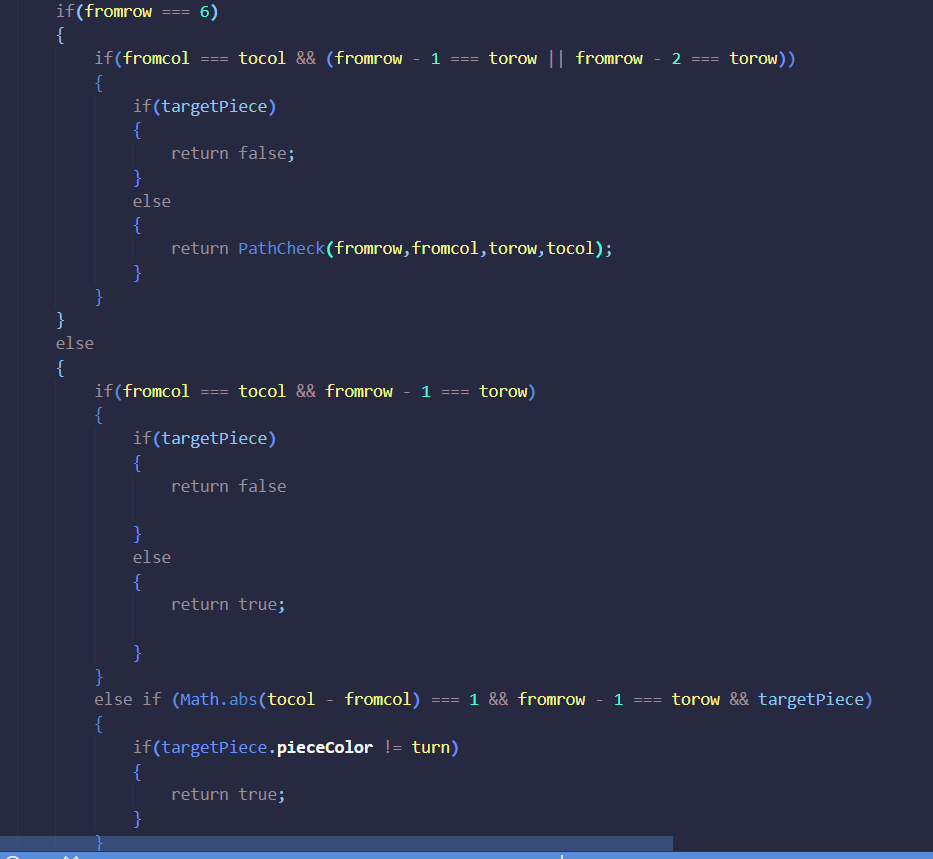 if(fromrow === 6)
{
if(fromcol === tocol && (fromrow - 1 === torow || fromrow - 2 === torow))
{
if(targetPiece)
{
return false;
}
else
{
return PathCheck(fromrow,fromcol,torow,tocol);
}
}
}
else
{
if(fromcol === tocol && fromrow - 1 === torow)
{
if(targetPiece)
{
return false
}
else
{
return true;
}
}
else if (Math.abs(tocol - fromcol) === 1 && fromrow - 1 === torow && targetPiece)
{
if(targetPiece.pieceColor != turn)
{
return true;
}
}